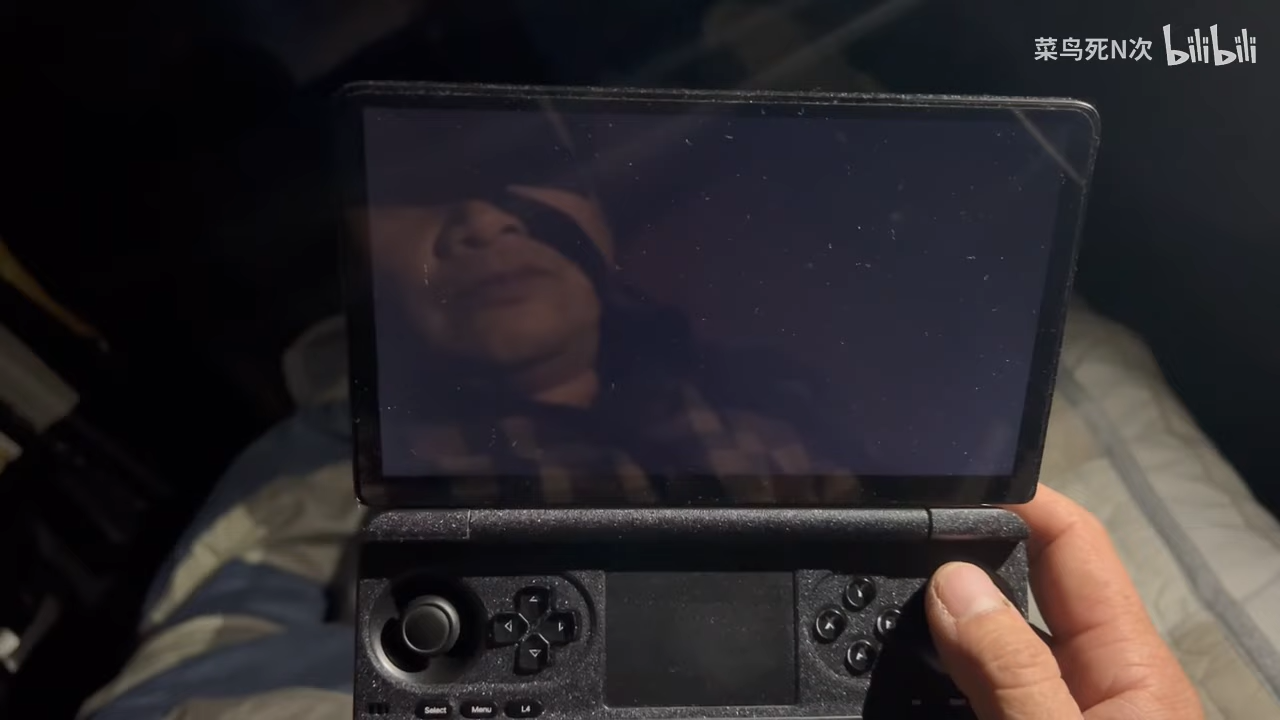 菜鸟死N次 bilibili
Select Menu L4